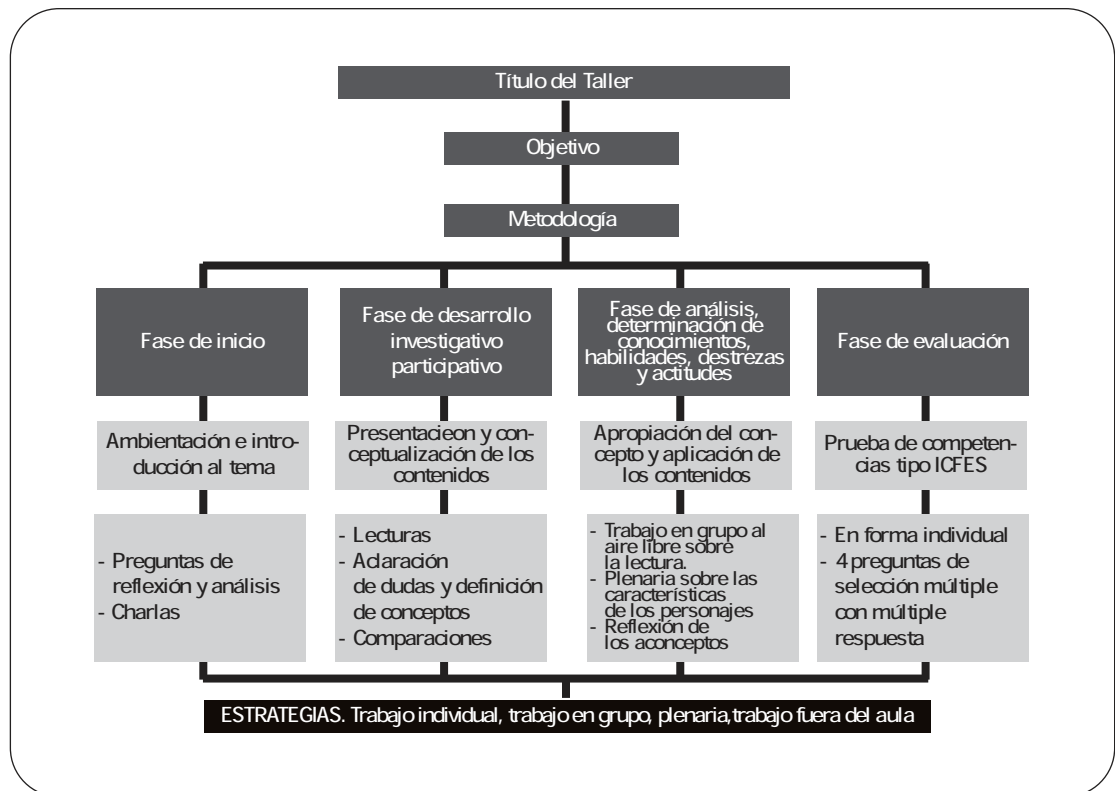 Título del Taller
Objetivo
Metodología
Fase de inicio
Fase de desarrollo
investigativo
participativo
Fase de análisis,
determinación de
conocimientos,
habilidades, destrezas
y actitudes
Fase de evaluación
Ambientación e intro-
ducción al tema
Presentacieon y con-
ceptualización de los
contenidos
Apropiación del con-
cepto y aplicación de
los contenidos
Prueba de competen-
cias tipo ICFES
- Preguntas de
reflexión y análisis
- Charlas
- Lecturas
- Aclaración
de dudas y definición
de conceptos
- Comparaciones
- Trabajo en grupo al
aire libre sobre
la lectura.
- Plenaria sobre las
características
de los personajes
- Reflexión de
los aconceptos
- En forma individual
- 4 preguntas de
selección múltiple
con múltiple
respuesta
ESTRATEGIAS. Trabajo individual, trabajo en grupo, plenaria,trabajo fuera del aula